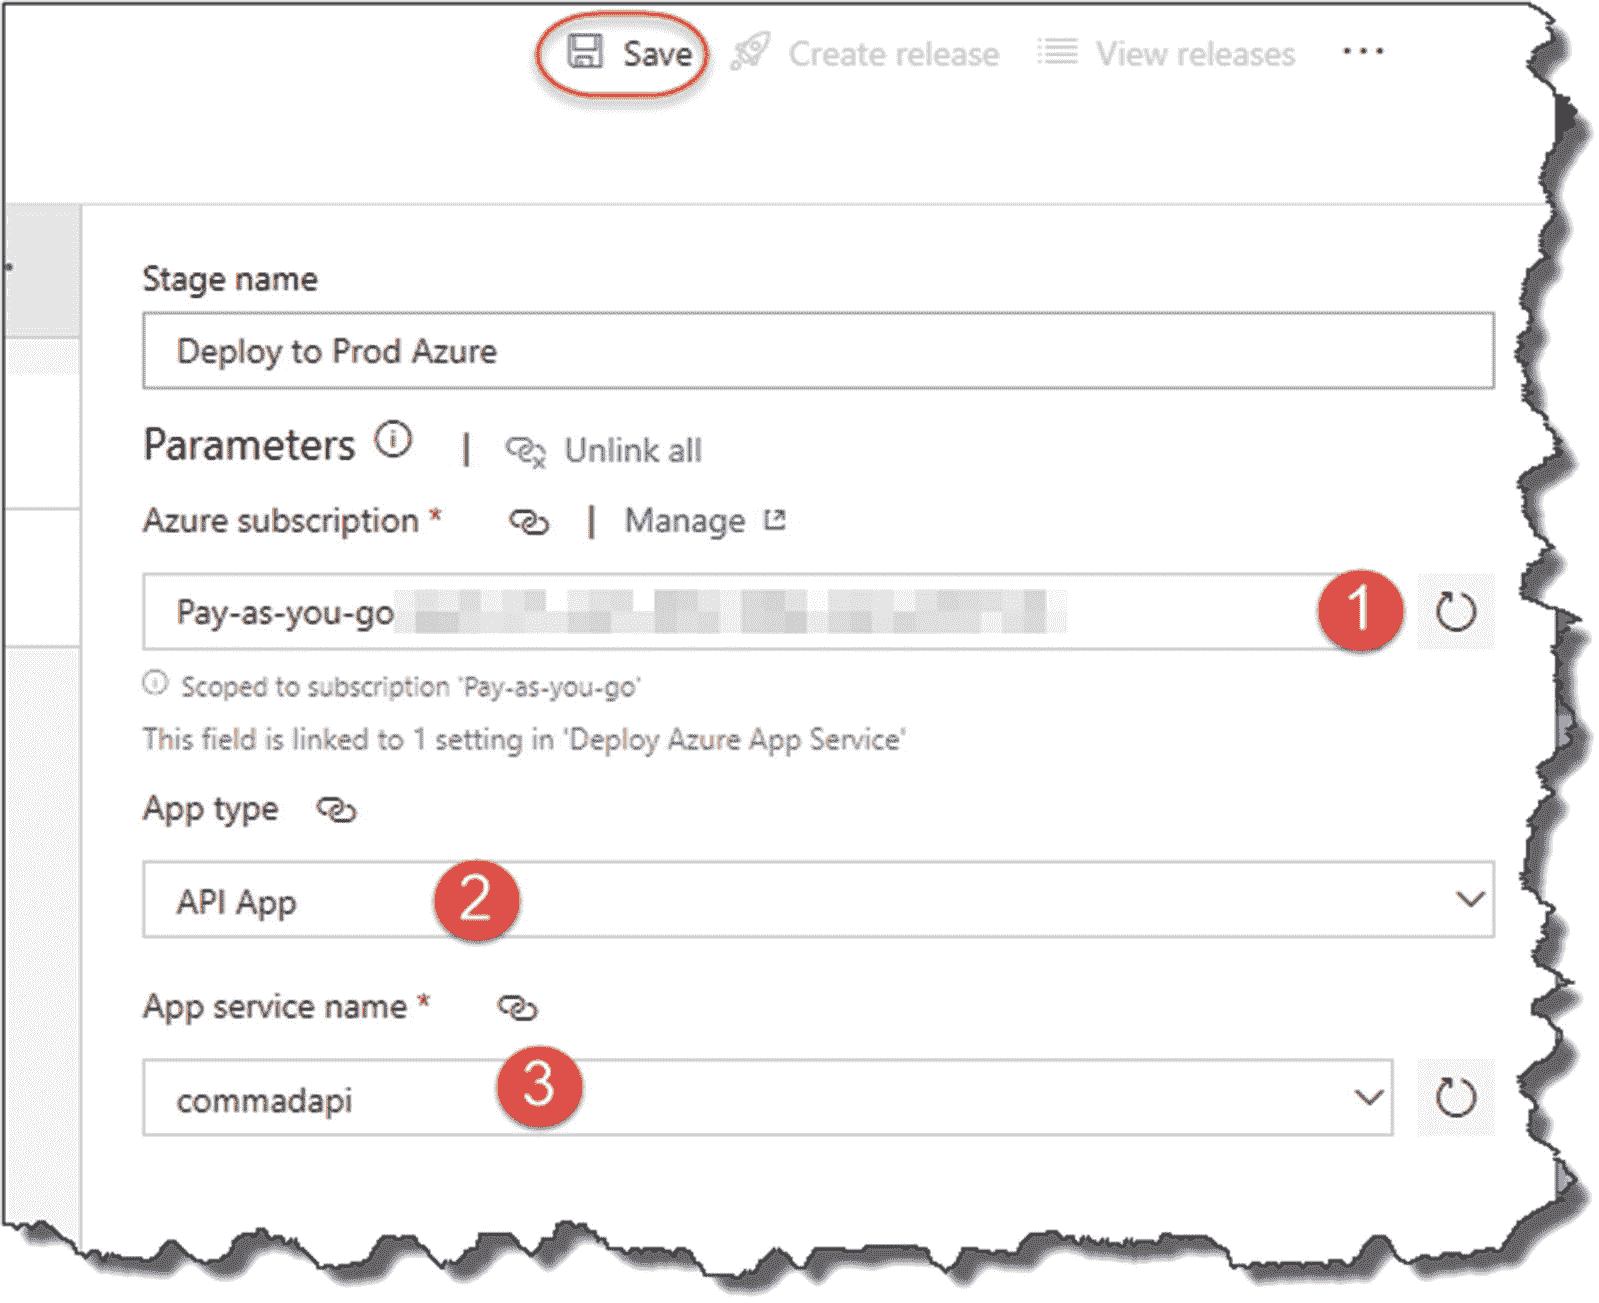 Save Create release View releases ...
Stage name
Deploy to Prod Azure
Parameters | Unlink all
Azure subscription * | Manage
Pay-as-you-go 1
Scoped to subscription 'Pay-as-you-go'
This field is linked to 1 setting in 'Deploy Azure App Service'
App type
API App 2
App service name *
commadapi 3